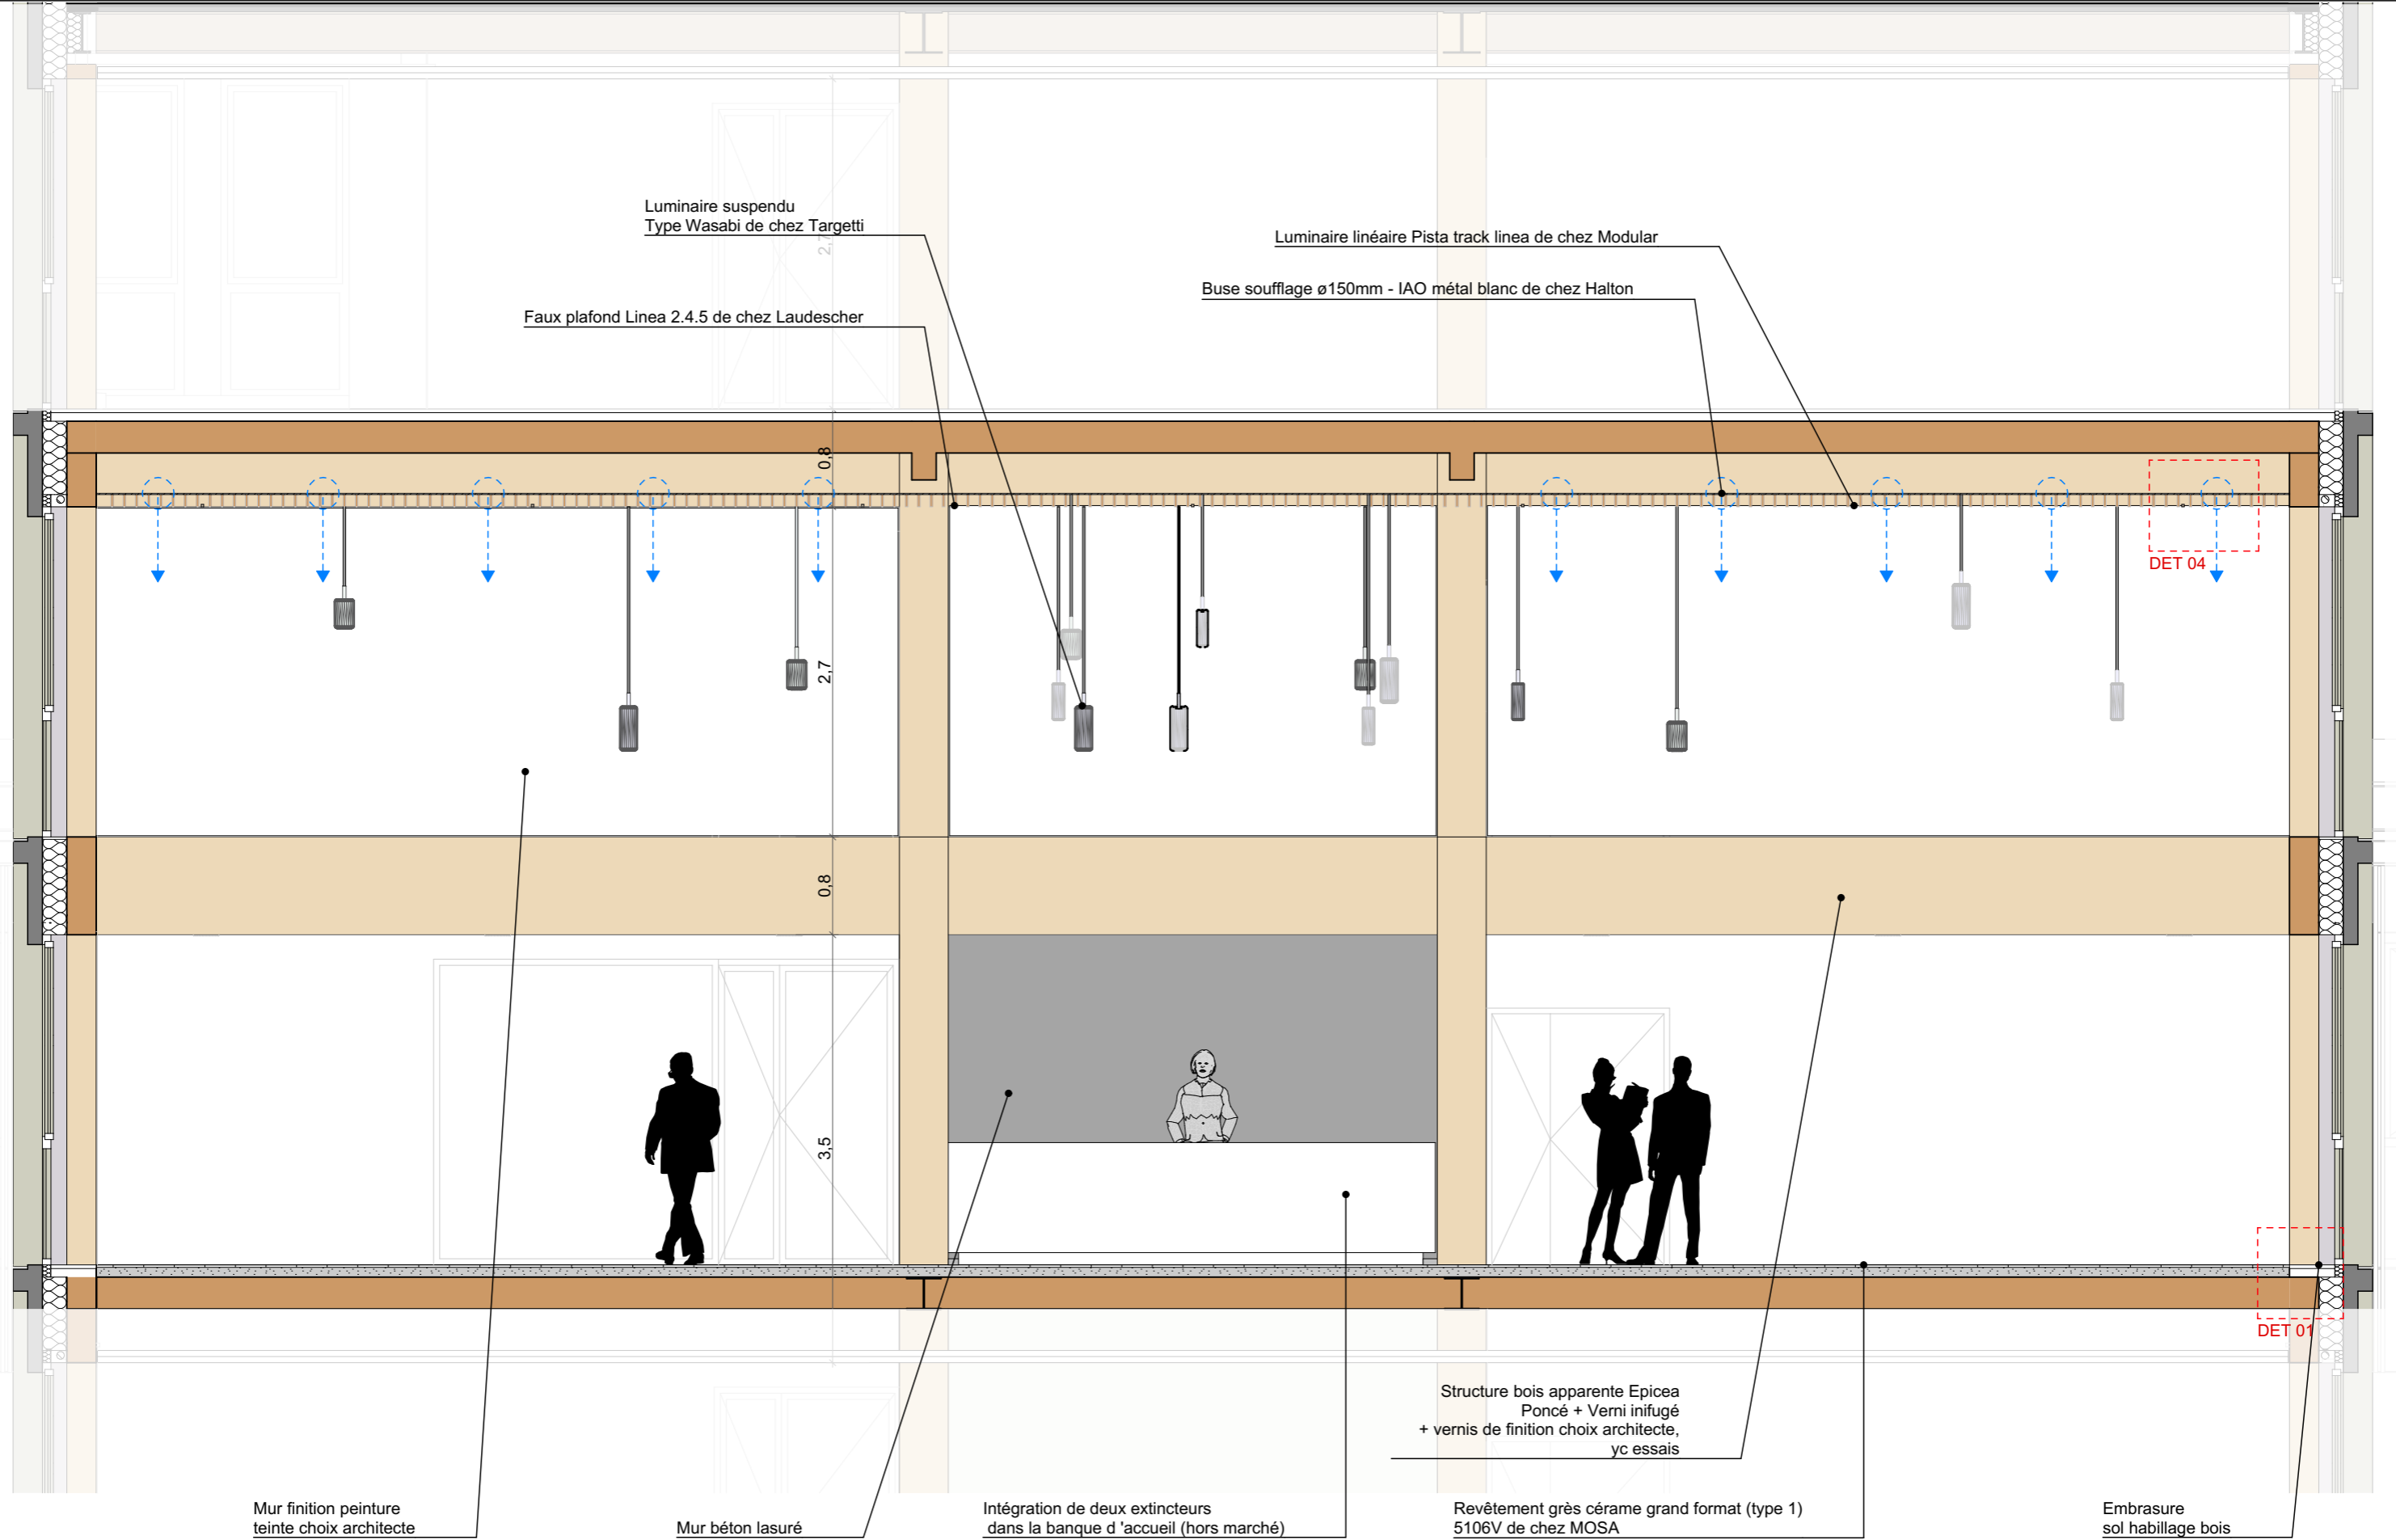 Luminaire suspendu
Type Wasabi de chez Targetti
2,7
Luminaire linéaire Pista track linea de chez Modular
Buse soufflage ø150mm - IAO métal blanc de chez Halton
Faux plafond Linea 2.4.5 de chez Laudescher
0,8
DET 04
2,7
0,8
3,5
DET 01
Structure bois apparente Epicea
Poncé + Verni inifugé
+ vernis de finition choix architecte,
yc essais
Mur finition peinture
teinte choix architecte
Mur béton lasuré
Intégration de deux extincteurs
dans la banque d 'accueil (hors marché)
Revêtement grès cérame grand format (type 1)
5106V de chez MOSA
Embrasure
sol habillage bois